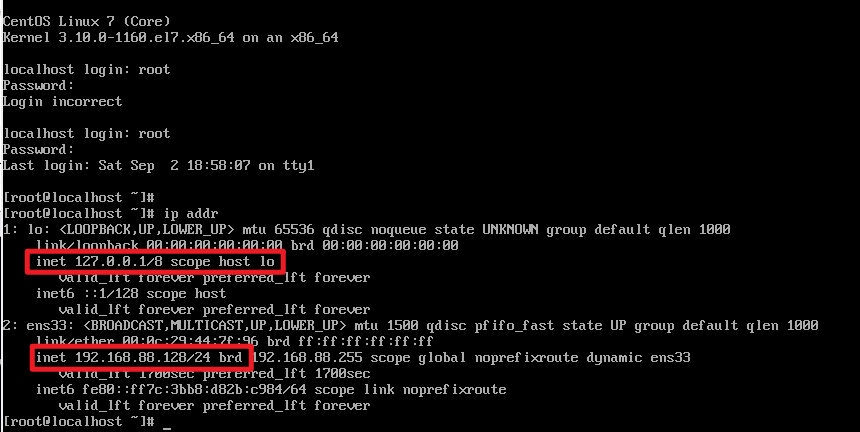 CentOS Linux 7 (Core)
Kernel 3.10.0-1160.el7.x86_64 on an x86_64
localhost login: root
Password:
Login incorrect
localhost login: root
Password:
Last login: Sat Sep  2 18:58:07 on tty1
[root@localhost ~]#
[root@localhost ~]# ip addr
1: lo: <LOOPBACK,UP,LOWER_UP> mtu 65536 qdisc noqueue state UNKNOWN group default qlen 1000
link/loopback 00:00:00:00:00:00 brd 00:00:00:00:00:00
inet 127.0.0.1/8 scope host lo
valid_lft forever preferred_lft forever
inet6 ::1/128 scope host
valid_lft forever preferred_lft forever
2: ens33: <BROADCAST,MULTICAST,UP,LOWER_UP> mtu 1500 qdisc pfifo_fast state UP group default qlen 1000
link/ether 00:0c:29:44:7f:96 brd ff:ff:ff:ff:ff:ff
inet 192.168.88.128/24 brd 192.168.88.255 scope global noprefixroute dynamic ens33
valid_lft 1700sec preferred_lft 1700sec
inet6 fe80::ff7c:3bb8:d82b:c984/64 scope link noprefixroute
valid_lft forever preferred_lft forever
[root@localhost ~]# _